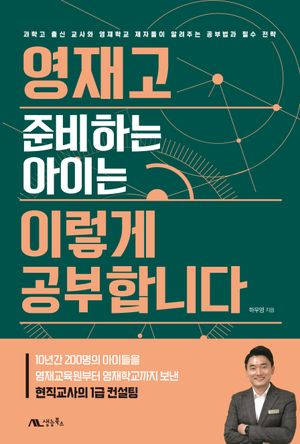 과학고 출신 교사와 영재학교 제자들이 알려주는 공부법과 필수 전략
영재고
준비하는
아이는
이렇게
공부합니다
하우영 지음
10년간 200명의 아이들을
영재교육원부터 영재학교까지 보낸
현직교사의 1급 컨설팅
생능북스